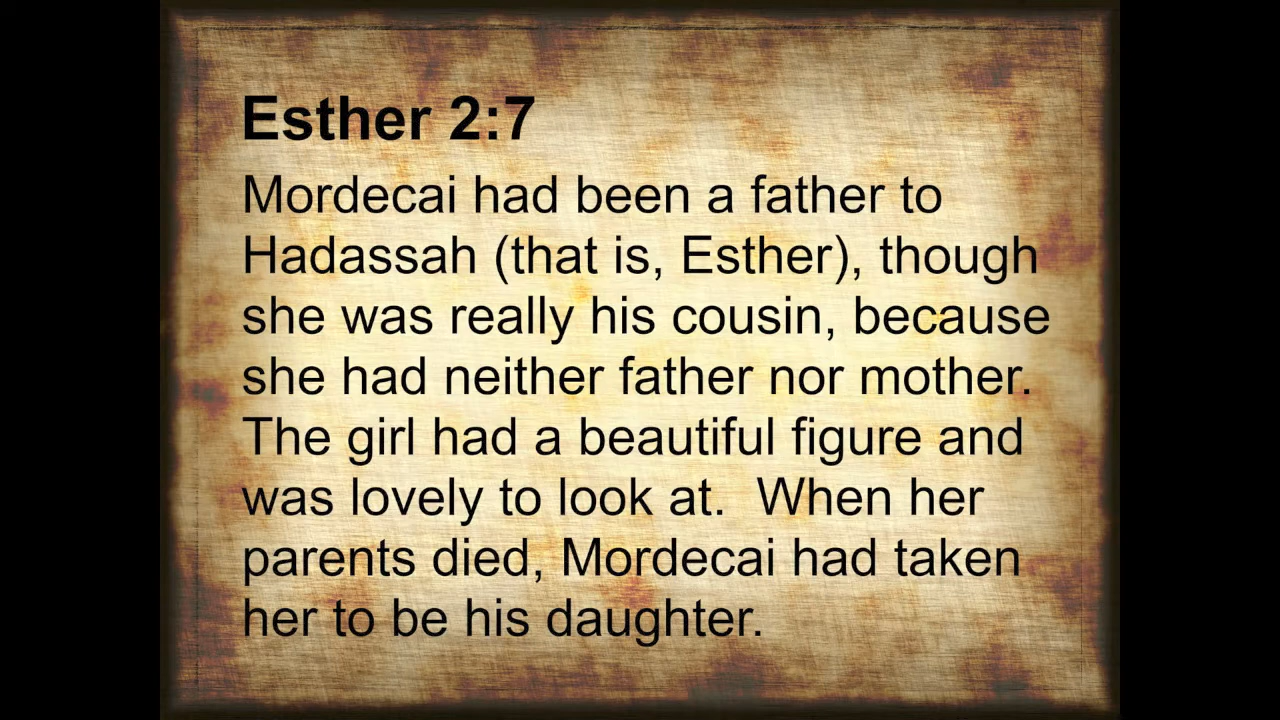 Esther 2:7
Mordecai had been a father to
Hadassah (that is, Esther), though
she was really his cousin, because
she had neither father nor mother.
The girl had a beautiful figure and
was lovely to look at.  When her
parents died, Mordecai had taken
her to be his daughter.